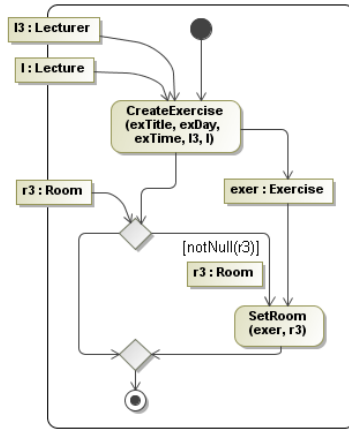 l3 : Lecturer
l : Lecture
CreateExercise
(exTitle, exDay,
exTime, l3, l)
r3 : Room
exer : Exercise
[notNull(r3)]
r3 : Room
SetRoom
(exer, r3)